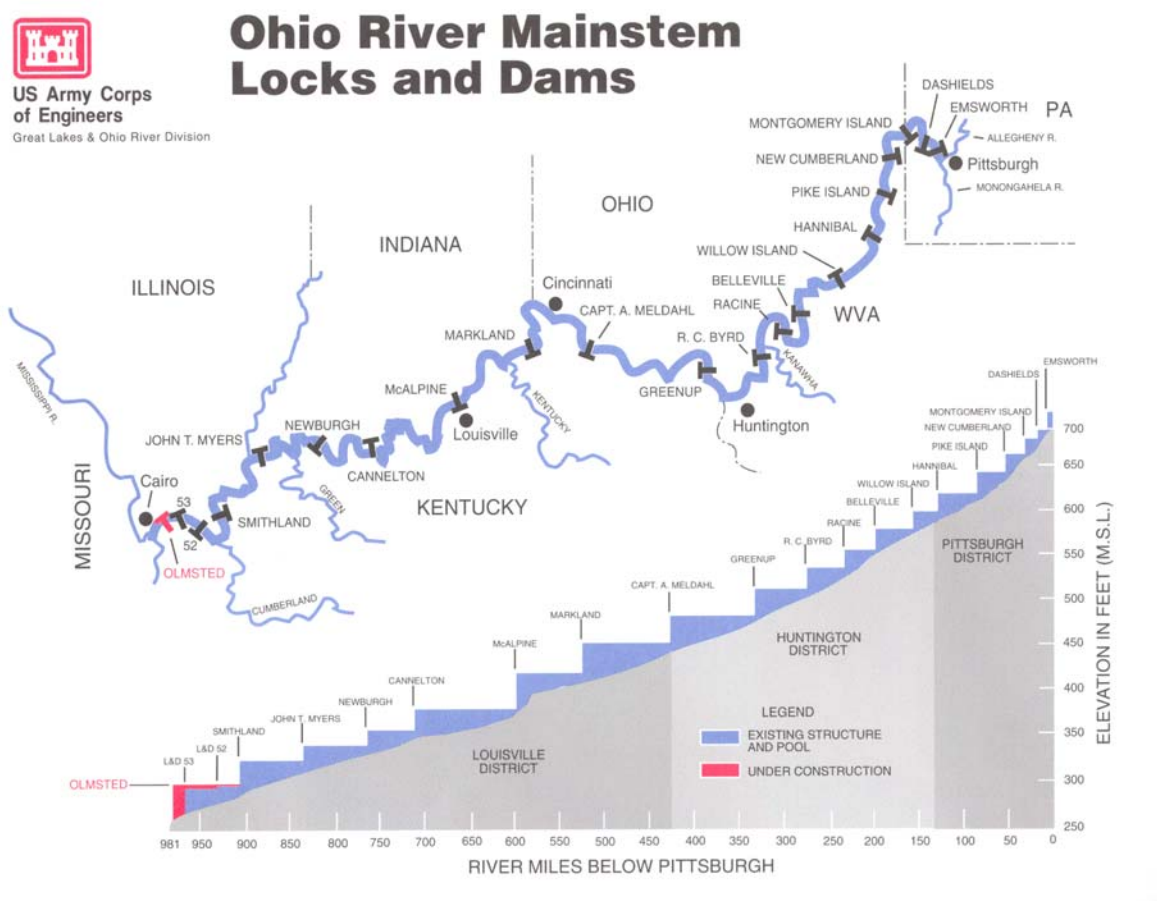 Ohio River Mainstem
Locks and Dams
US Army Corps
of Engineers
Great Lakes & Ohio River Division
DASHIELDS
EMSWORTH
PA
MONTGOMERY ISLAND
ALLEGHENY R.
NEW CUMBERLAND
Pittsburgh
PIKE ISLAND
MONONGAHELA R.
OHIO
HANNIBAL
INDIANA
WILLOW ISLAND
ILLINOIS
Cincinnati
BELLEVILLE
CAPT. A. MELDAHL
RACINE
WVA
MARKLAND
R. C. BYRD
KANAWHA
MISSISSIPPI R.
McALPINE
GREENUP
KENTUCKY
NEWBURGH
Louisville
Huntington
JOHN T. MYERS
CANNELTON
MISSOURI
Cairo
GREEN
KENTUCKY
53
SMITHLAND
52
OLMSTED
CUMBERLAND
EMSWORTH
DASHIELDS
MONTGOMERY ISLAND
NEW CUMBERLAND
PIKE ISLAND
HANNIBAL
WILLOW ISLAND
BELLEVILLE
RACINE
R. C. BYRD
GREENUP
CAPT. A. MELDAHL
MARKLAND
McALPINE
CANNELTON
NEWBURGH
JOHN T. MYERS
SMITHLAND
L&D 52
L&D 53
OLMSTED
PITTSBURGH
DISTRICT
HUNTINGTON
DISTRICT
LOUISVILLE
DISTRICT
LEGEND
EXISTING STRUCTURE
AND POOL
UNDER CONSTRUCTION
700
650
600
550
500
450
400
350
300
250
ELEVATION IN FEET (M.S.L.)
981 950 900 850 800 750 700 650 600 550 500 450 400 350 300 250 200 150 100 50 0
RIVER MILES BELOW PITTSBURGH